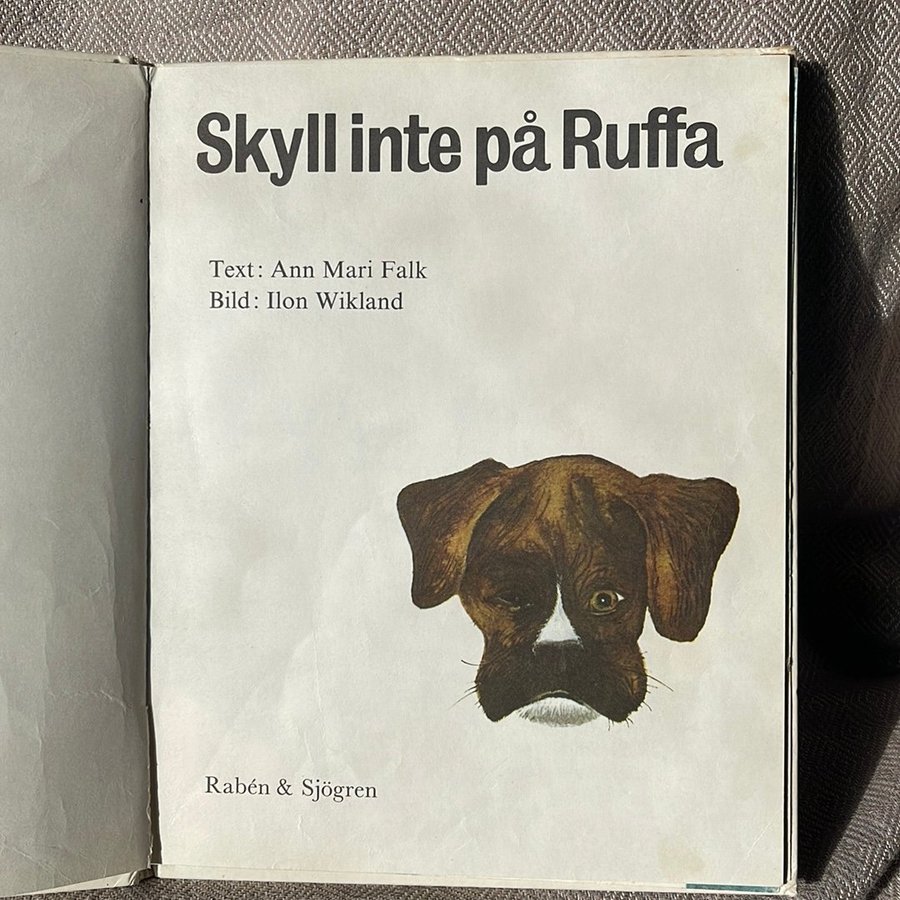 Skyll inte på Ruffa
Text: Ann Mari Falk
Bild: Ilon Wikland
Rabén & Sjögren